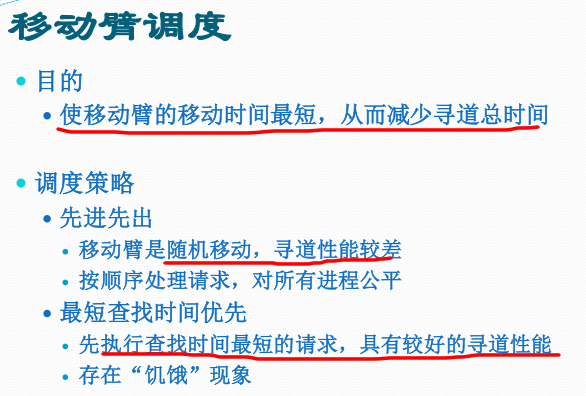 移动臂调度
目的
使移动臂的移动时间最短，从而减少寻道总时间
调度策略
先进先出
移动臂是随机移动，寻道性能较差
按顺序处理请求，对所有进程公平
最短查找时间优先
先执行查找时间最短的请求，具有较好的寻道性能
存在“饥饿”现象